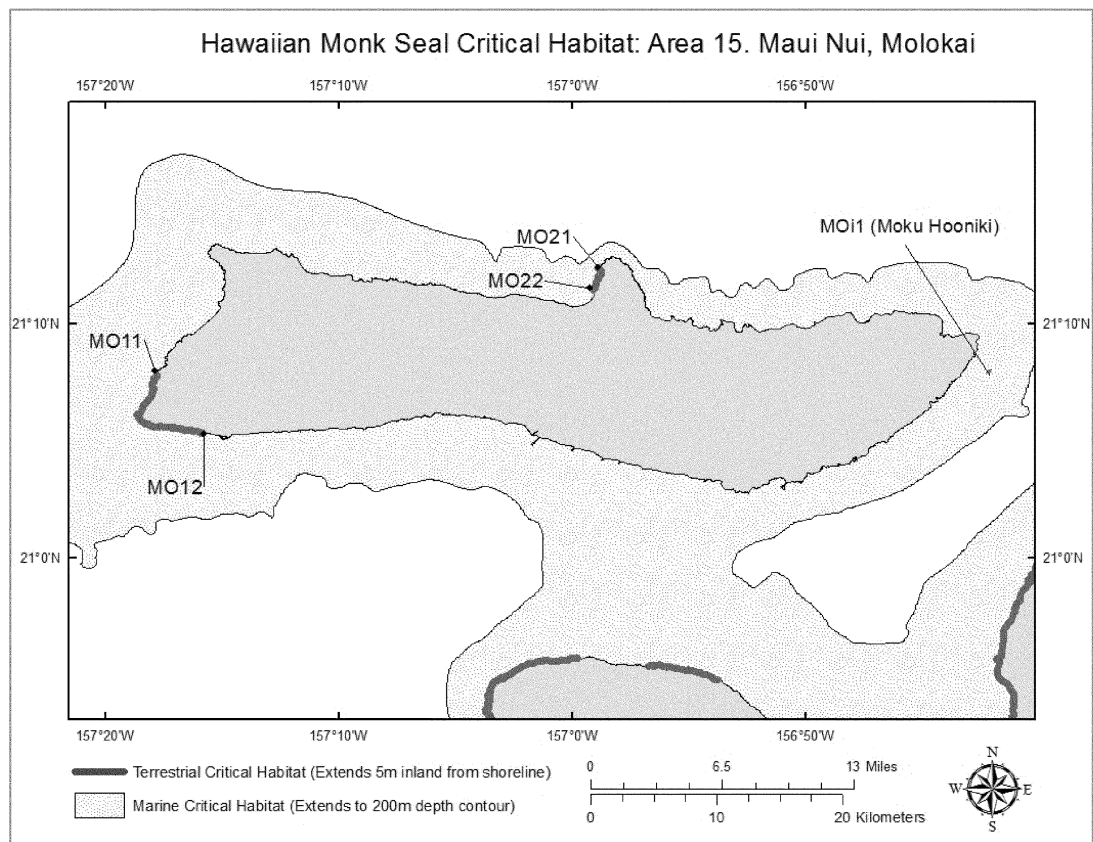 Hawaiian Monk Seal Critical Habitat: Area 15. Maui Nui, Molokai
157°20'W 157°10'W 157°0'W 156°50'W
MO21
MOi1 (Moku Hooniki)
MO22
21°10'N 21°10'N
MO11
MO12
21°0'N 21°0'N
157°20'W 157°10'W 157°0'W 156°50'W
Terrestrial Critical Habitat (Extends 5m inland from shoreline)
Marine Critical Habitat (Extends to 200m depth contour)
0 6.5 13 Miles
0 10 20 Kilometers
N
W E
S